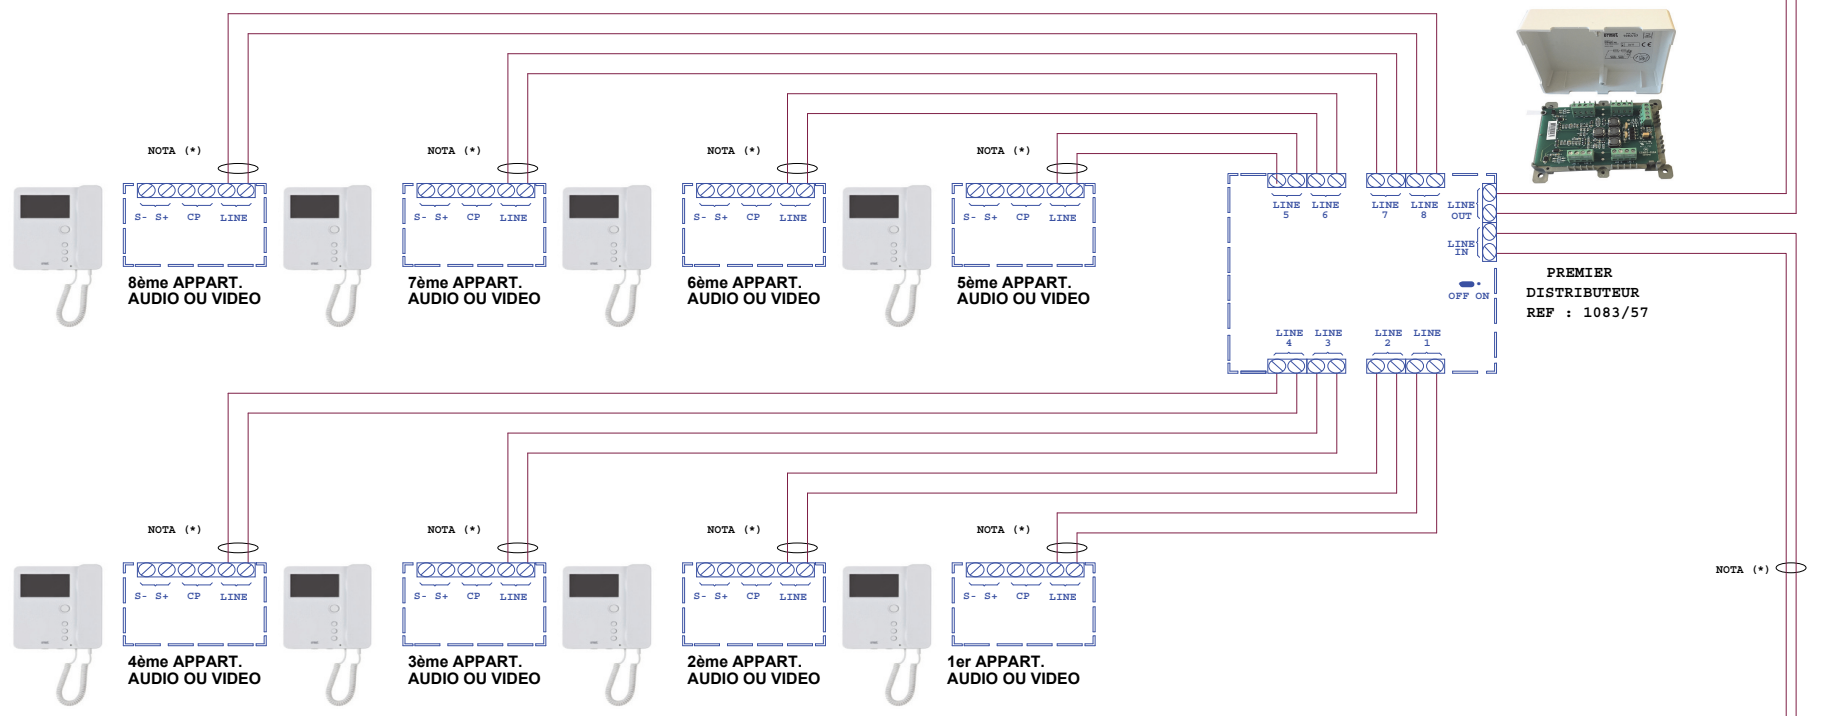 NOTA (*)
NOTA (*)
NOTA (*)
NOTA (*)
S- S+ CP LINE
S- S+ CP LINE
S- S+ CP LINE
S- S+ CP LINE
8ème APPART.
AUDIO OU VIDEO
7ème APPART.
AUDIO OU VIDEO
6ème APPART.
AUDIO OU VIDEO
5ème APPART.
AUDIO OU VIDEO
LINE
5
LINE
6
LINE
7
LINE
8
LINE
OUT
LINE
IN
OFF ON
LINE
4
LINE
3
LINE
2
LINE
1
PREMIER
DISTRIBUTEUR
REF : 1083/57
NOTA (*)
NOTA (*)
NOTA (*)
NOTA (*)
S- S+ CP LINE
S- S+ CP LINE
S- S+ CP LINE
S- S+ CP LINE
4ème APPART.
AUDIO OU VIDEO
3ème APPART.
AUDIO OU VIDEO
2ème APPART.
AUDIO OU VIDEO
1er APPART.
AUDIO OU VIDEO
NOTA (*)